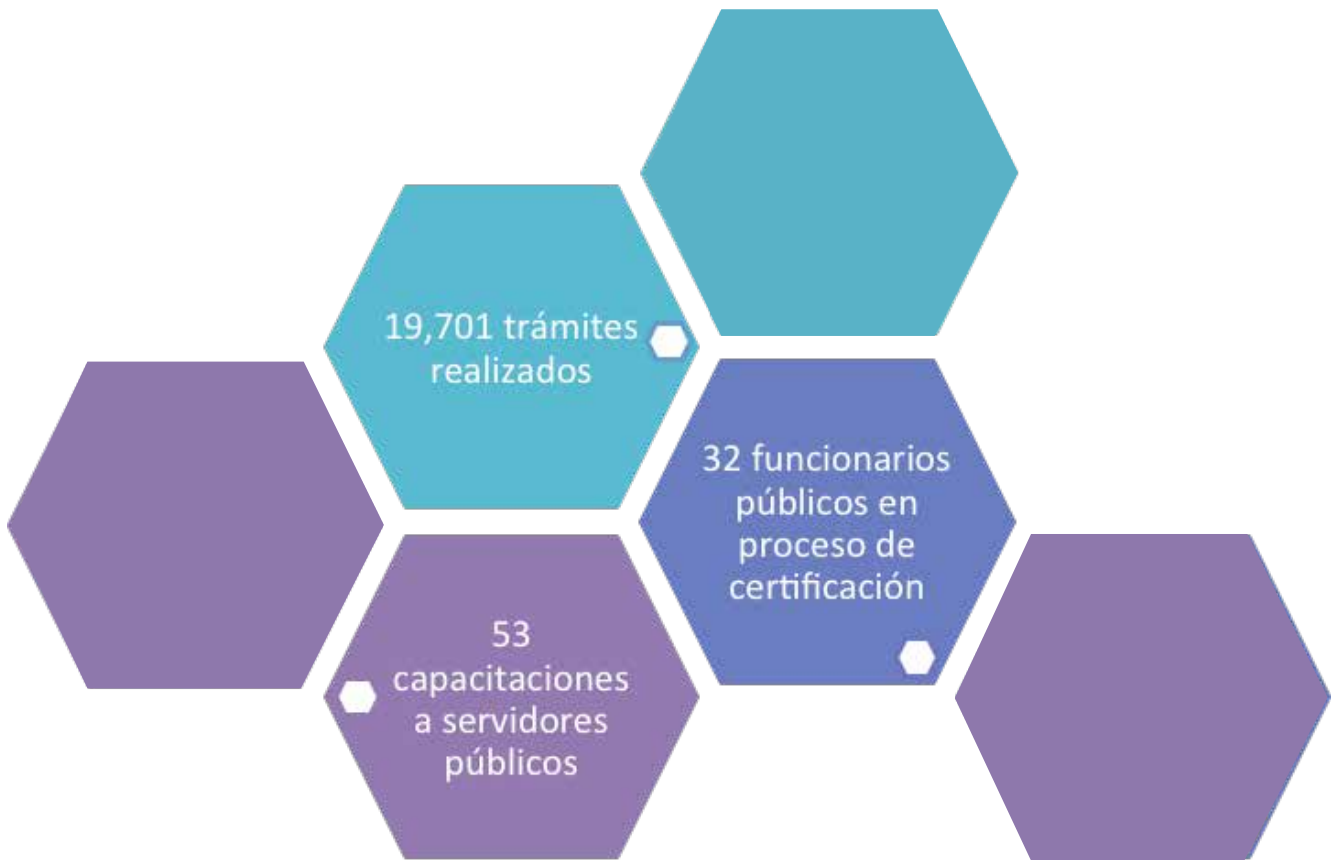 19,701 trámites
realizados
32 funcionarios
públicos en
proceso de
certificación
53
capacitaciones
a servidores
públicos